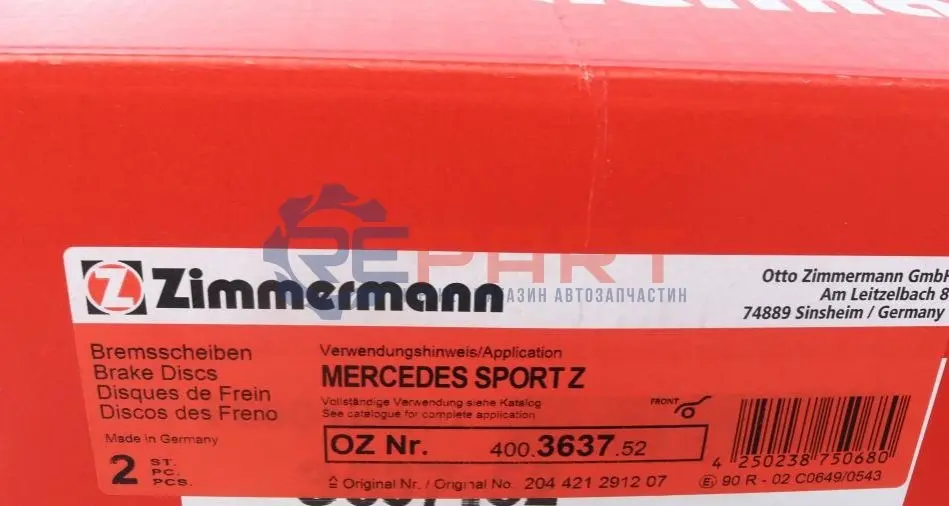 Zimmermann
REPART
АЗИН АВТОЗАПЧАСТИН
Otto Zimmermann GmbH
Am Leitzelbach 8
74889 Sinsheim / Germany
Bremsscheiben
Brake Discs
Disques de Frein
Discos des Freno
Made in Germany
2 ST.
PC.
PCS.
Verwendungshinweis/Application
MERCEDES SPORT Z
Vollständige Verwendung siehe Katalog
See catalogue for complete application
OZ Nr. 400.3637.52
≙ Original Nr. / Original No. 204 421 2912 07
FRONT
4 250238 750680
E 90 R - 02 C0649/0543